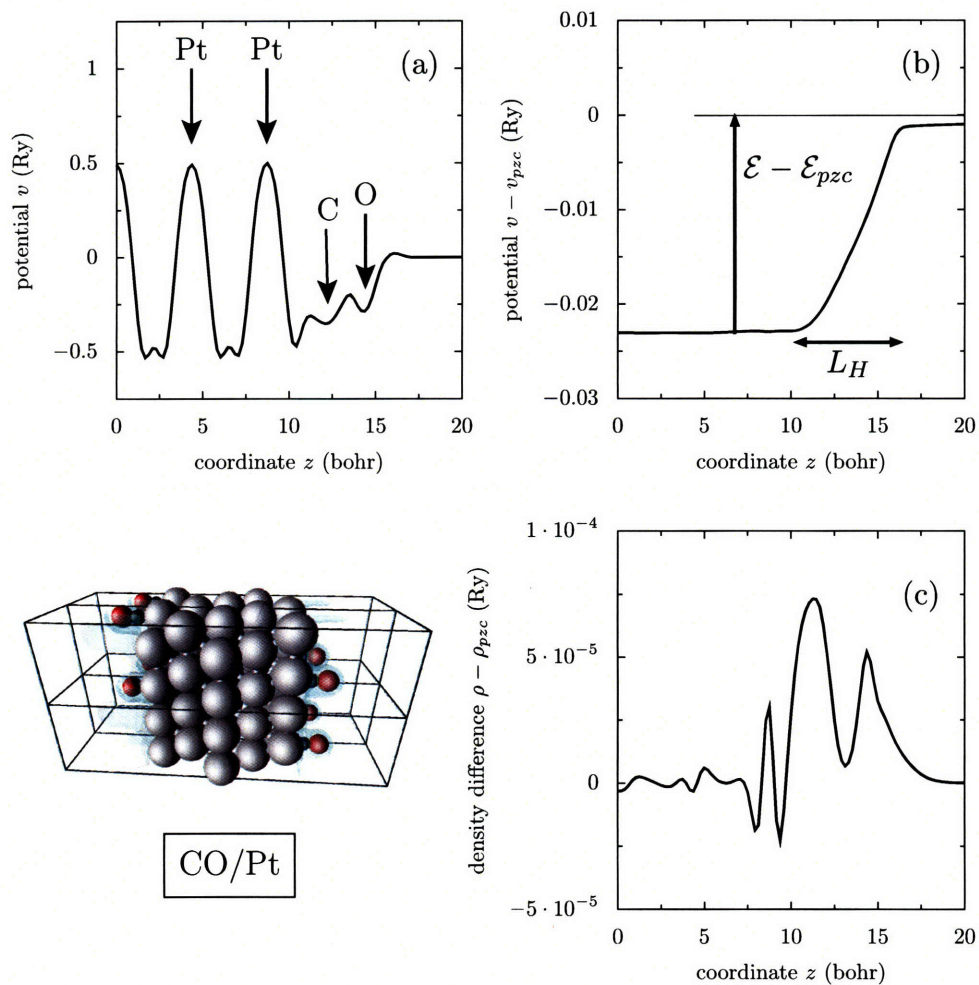 (a)
Pt Pt
C
O
potential v (Ry)
1
0.5
0
−0.5
0 5 10 15 20
coordinate z (bohr)
(b)
potential v − v_pzc (Ry)
0.01
0
−0.01
−0.02
−0.03
ℰ − ℰ_pzc
L_H
0 5 10 15 20
coordinate z (bohr)
CO/Pt
(c)
density difference ρ − ρ_pzc (Ry)
1 · 10^−4
5 · 10^−5
0
−5 · 10^−5
0 5 10 15 20
coordinate z (bohr)